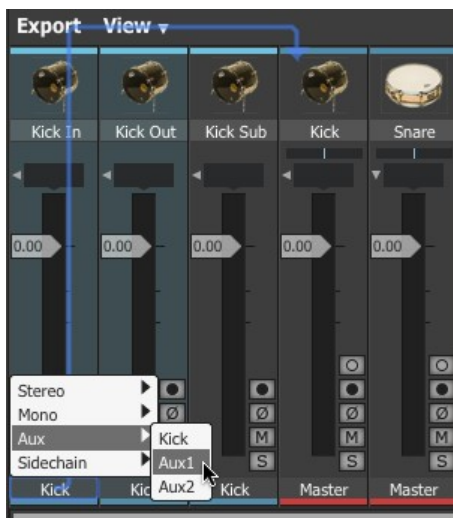 Export View
Kick In Kick Out Kick Sub Kick Snare
0.00 0.00 0.00 0.00 0.00
Stereo
Mono Ø Ø Ø Ø
Aux Kick M M M
Sidechain Aux1 S S S
Aux2
Kick Kic Kick Master Master